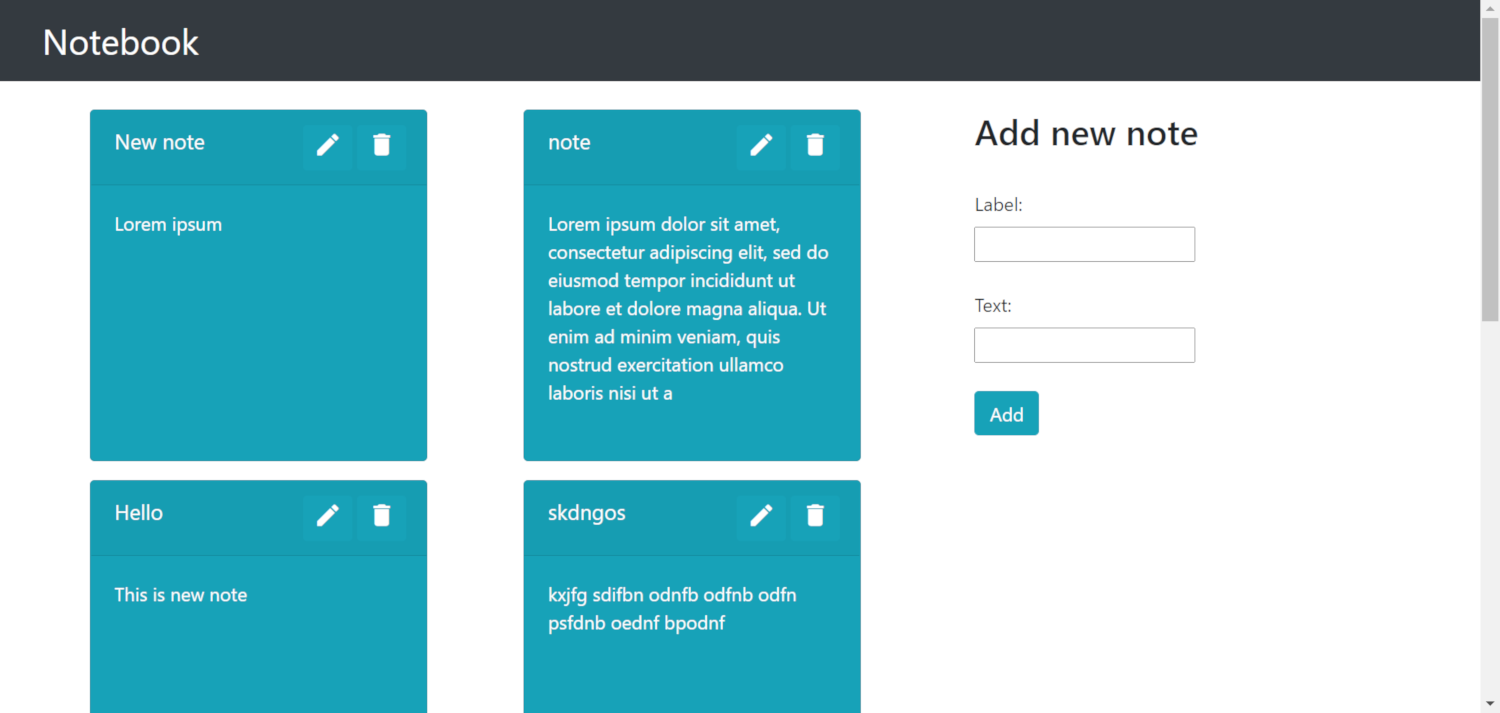 Notebook
New note
Lorem ipsum
note
Lorem ipsum dolor sit amet,
consectetur adipiscing elit, sed do
eiusmod tempor incididunt ut
labore et dolore magna aliqua. Ut
enim ad minim veniam, quis
nostrud exercitation ullamco
laboris nisi ut a
Hello
This is new note
skdngos
kxjfg sdifbn odnfb odfnb odfn
psfdnb oednf bpodnf
Add new note
Label:
Text:
Add